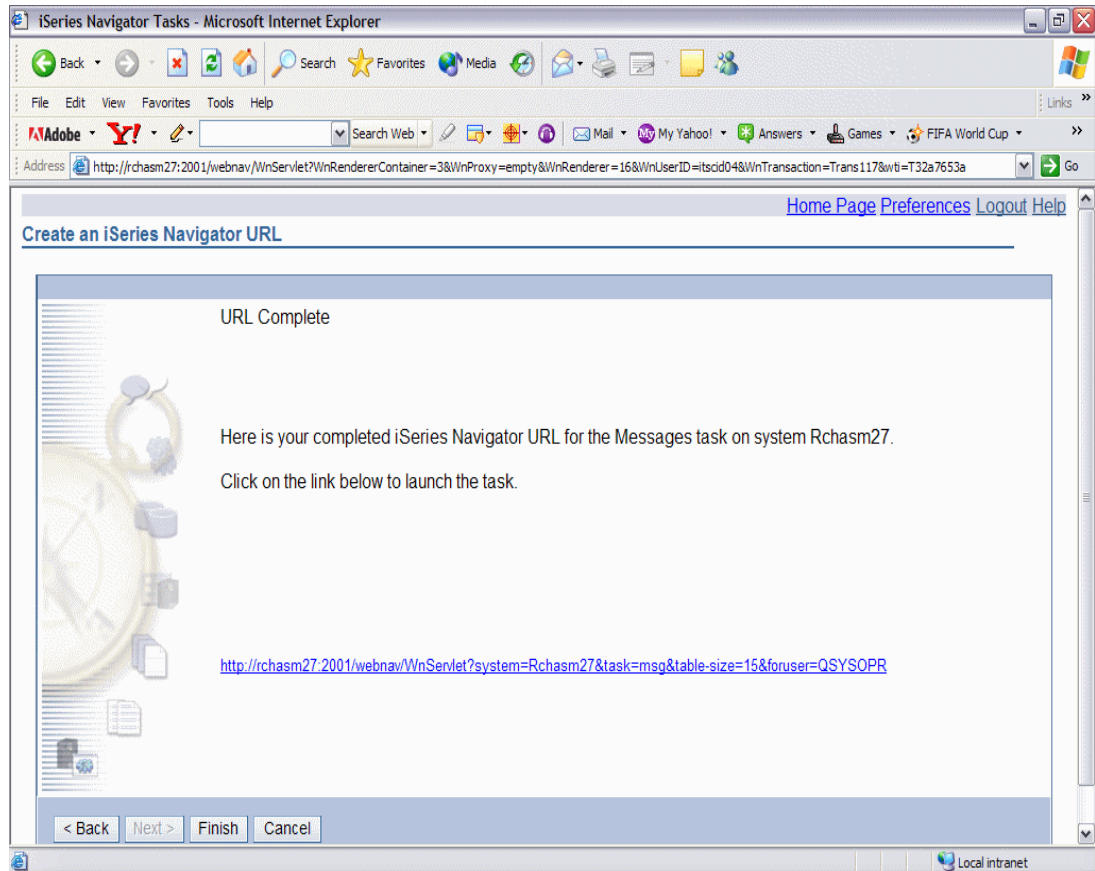 iSeries Navigator Tasks - Microsoft Internet Explorer
Back Search Favorites Media
File Edit View Favorites Tools Help Links »
Adobe Y! Search Web Mail My Yahoo! Answers Games FIFA World Cup »
Address http://rchasm27:2001/webnav/WnServlet?WnRendererContainer=3&WnProxy=empty&WnRenderer=16&WnUserID=itscid04&WnTransaction=Trans117&wti=T32a7653a Go
Home Page Preferences Logout Help
Create an iSeries Navigator URL
URL Complete
Here is your completed iSeries Navigator URL for the Messages task on system Rchasm27.
Click on the link below to launch the task.
http://rchasm27:2001/webnav/WnServlet?system=Rchasm27&task=msg&table-size=15&foruser=QSYSOPR
< Back Next > Finish Cancel
Local intranet